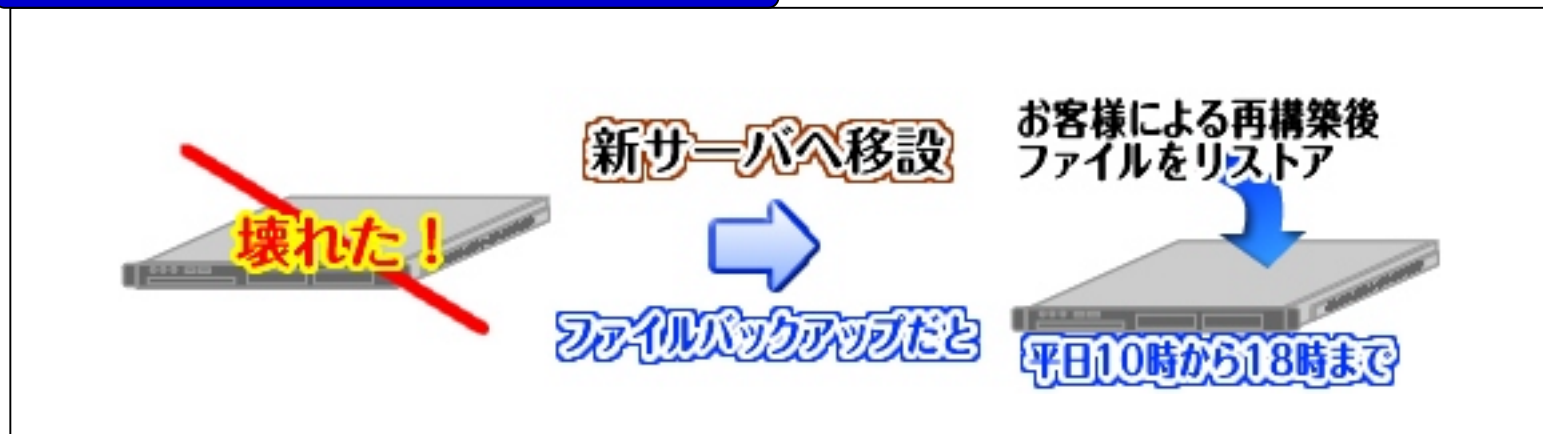 壊れた！
新サーバへ移設
ファイルバックアップだと
お客様による再構築後
ファイルをリストア
平日10時から18時まで